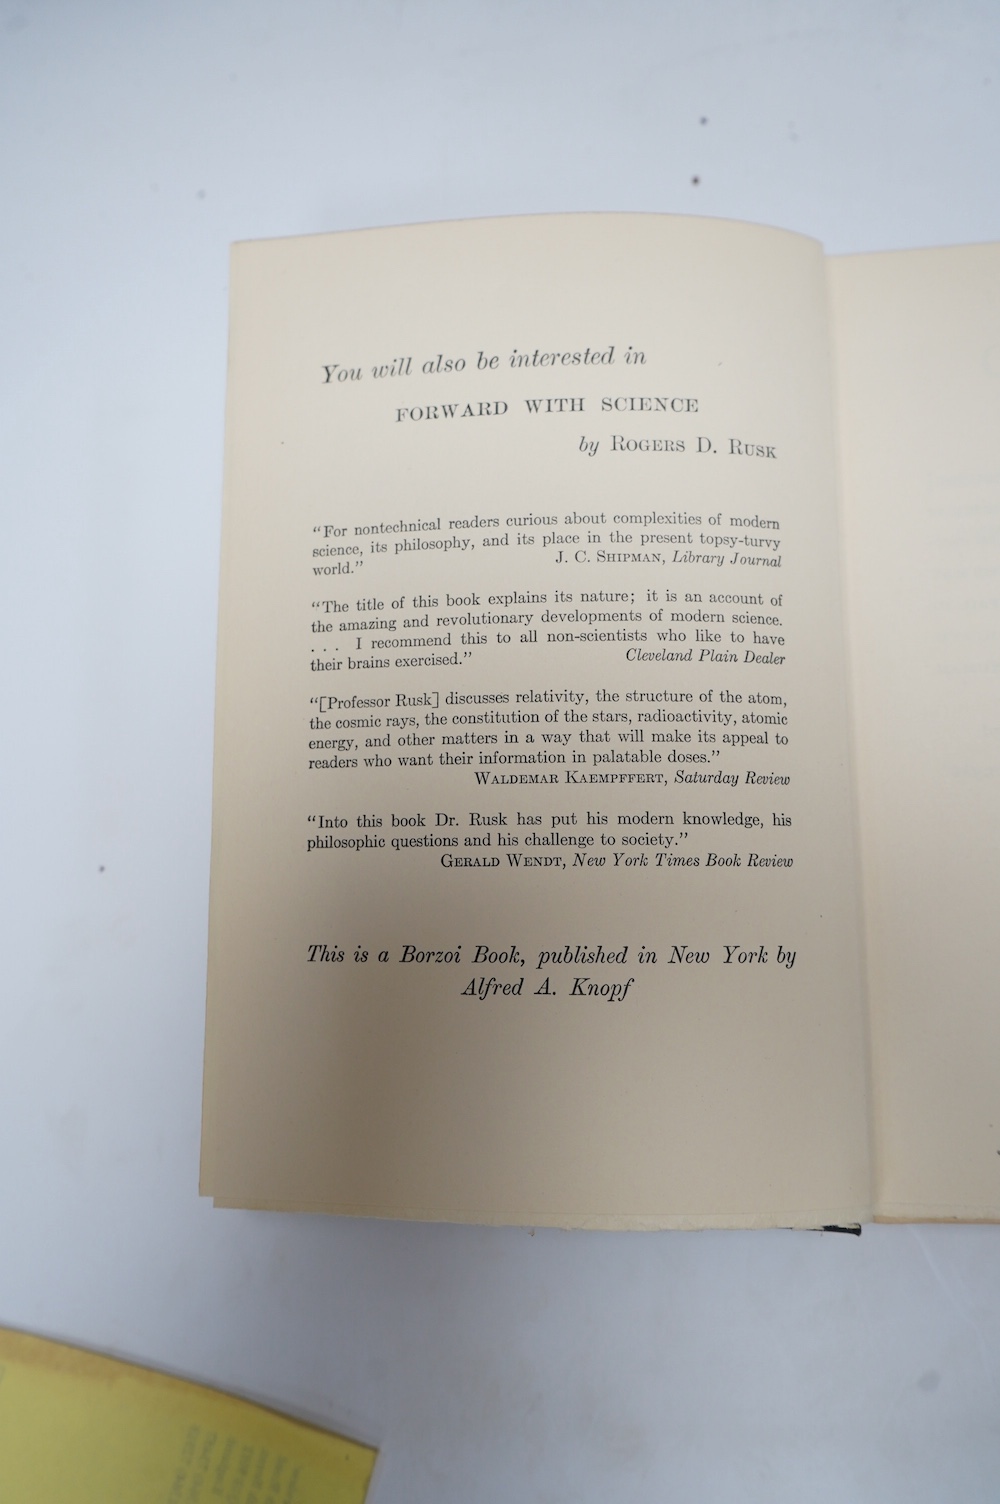 You will also be interested in
FORWARD WITH SCIENCE
by ROGERS D. RUSK
“For nontechnical readers curious about complexities of modern
science, its philosophy, and its place in the present topsy-turvy
world.” J. C. SHIPMAN, Library Journal
“The title of this book explains its nature; it is an account of
the amazing and revolutionary developments of modern science.
. . . I recommend this to all non-scientists who like to have
their brains exercised.” Cleveland Plain Dealer
“[Professor Rusk] discusses relativity, the structure of the atom,
the cosmic rays, the constitution of the stars, radioactivity, atomic
energy, and other matters in a way that will make its appeal to
readers who want their information in palatable doses.”
WALDEMAR KAEMPFFERT, Saturday Review
“Into this book Dr. Rusk has put his modern knowledge, his
philosophic questions and his challenge to society.”
GERALD WENDT, New York Times Book Review
This is a Borzoi Book, published in New York by
Alfred A. Knopf